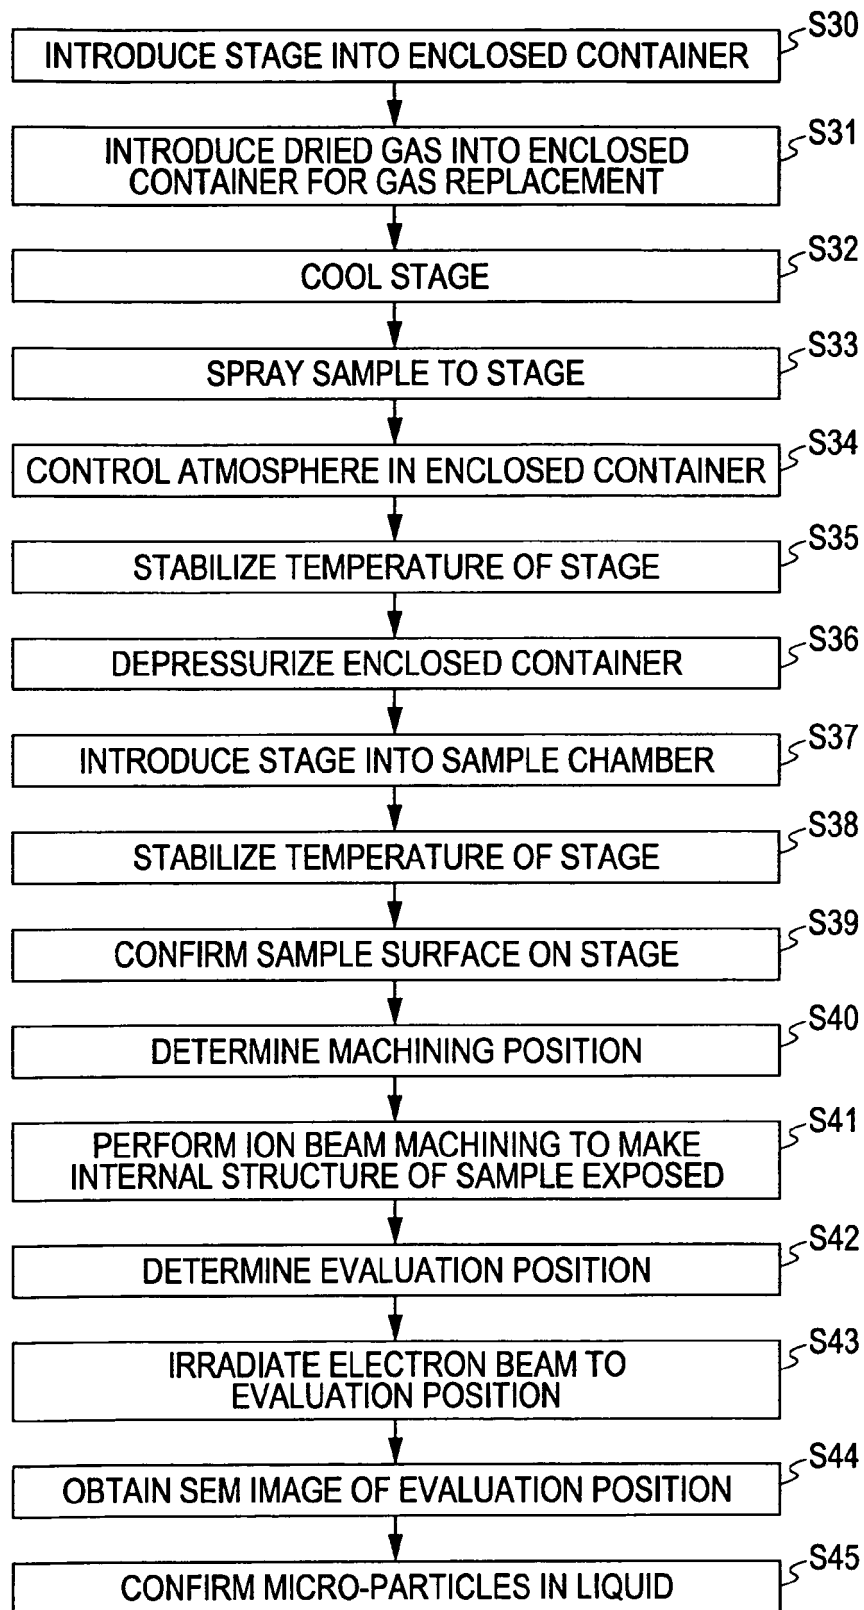 S30
INTRODUCE STAGE INTO ENCLOSED CONTAINER
S31
INTRODUCE DRIED GAS INTO ENCLOSED
CONTAINER FOR GAS REPLACEMENT
S32
COOL STAGE
S33
SPRAY SAMPLE TO STAGE
S34
CONTROL ATMOSPHERE IN ENCLOSED CONTAINER
S35
STABILIZE TEMPERATURE OF STAGE
S36
DEPRESSURIZE ENCLOSED CONTAINER
S37
INTRODUCE STAGE INTO SAMPLE CHAMBER
S38
STABILIZE TEMPERATURE OF STAGE
S39
CONFIRM SAMPLE SURFACE ON STAGE
S40
DETERMINE MACHINING POSITION
S41
PERFORM ION BEAM MACHINING TO MAKE
INTERNAL STRUCTURE OF SAMPLE EXPOSED
S42
DETERMINE EVALUATION POSITION
S43
IRRADIATE ELECTRON BEAM TO
EVALUATION POSITION
S44
OBTAIN SEM IMAGE OF EVALUATION POSITION
S45
CONFIRM MICRO-PARTICLES IN LIQUID